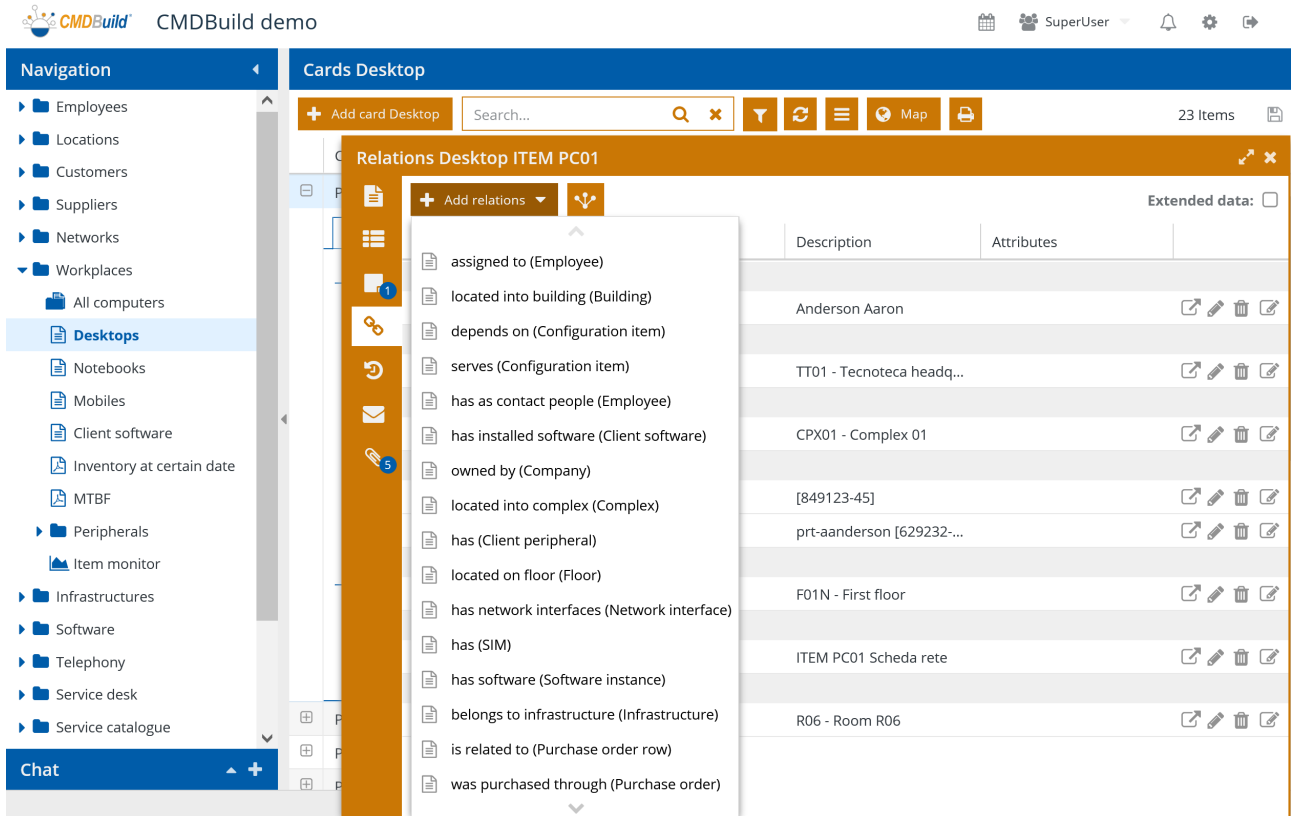 CMDBuild CMDBuild demo SuperUser
Navigation
Employees
Locations
Customers
Suppliers
Networks
Workplaces
All computers
Desktops
Notebooks
Mobiles
Client software
Inventory at certain date
MTBF
Peripherals
Item monitor
Infrastructures
Software
Telephony
Service desk
Service catalogue
Chat
Cards Desktop
Add card Desktop Search... Map 23 Items
Relations Desktop ITEM PC01
Add relations Extended data:
1
5
assigned to (Employee)
located into building (Building)
depends on (Configuration item)
serves (Configuration item)
has as contact people (Employee)
has installed software (Client software)
owned by (Company)
located into complex (Complex)
has (Client peripheral)
located on floor (Floor)
has network interfaces (Network interface)
has (SIM)
has software (Software instance)
belongs to infrastructure (Infrastructure)
is related to (Purchase order row)
was purchased through (Purchase order)
Description Attributes
Anderson Aaron
TT01 - Tecnoteca headq...
CPX01 - Complex 01
[849123-45]
prt-aanderson [629232-...
F01N - First floor
ITEM PC01 Scheda rete
R06 - Room R06